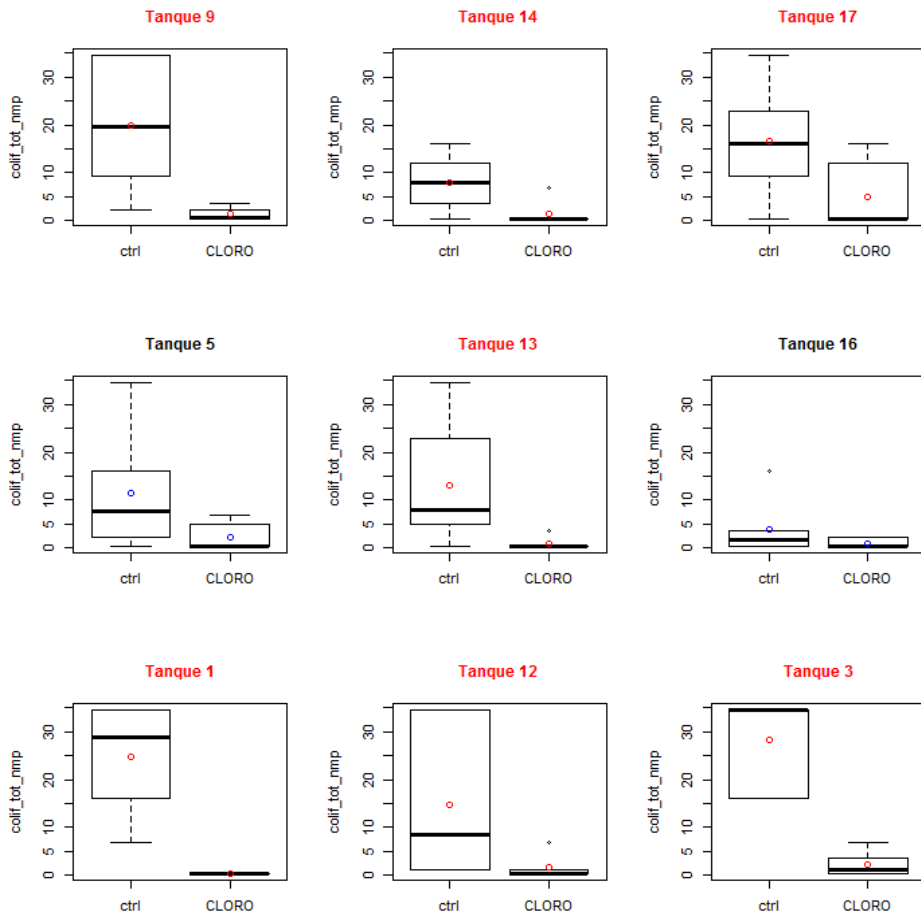 Tanque 9
colif_tot_nmp
0 5 10 20 30
ctrl CLORO
Tanque 14
colif_tot_nmp
0 5 10 20 30
ctrl CLORO
Tanque 17
colif_tot_nmp
0 5 10 20 30
ctrl CLORO
Tanque 5
colif_tot_nmp
0 5 10 20 30
ctrl CLORO
Tanque 13
colif_tot_nmp
0 5 10 20 30
ctrl CLORO
Tanque 16
colif_tot_nmp
0 5 10 20 30
ctrl CLORO
Tanque 1
colif_tot_nmp
0 5 10 20 30
ctrl CLORO
Tanque 12
colif_tot_nmp
0 5 10 20 30
ctrl CLORO
Tanque 3
colif_tot_nmp
0 5 10 20 30
ctrl CLORO